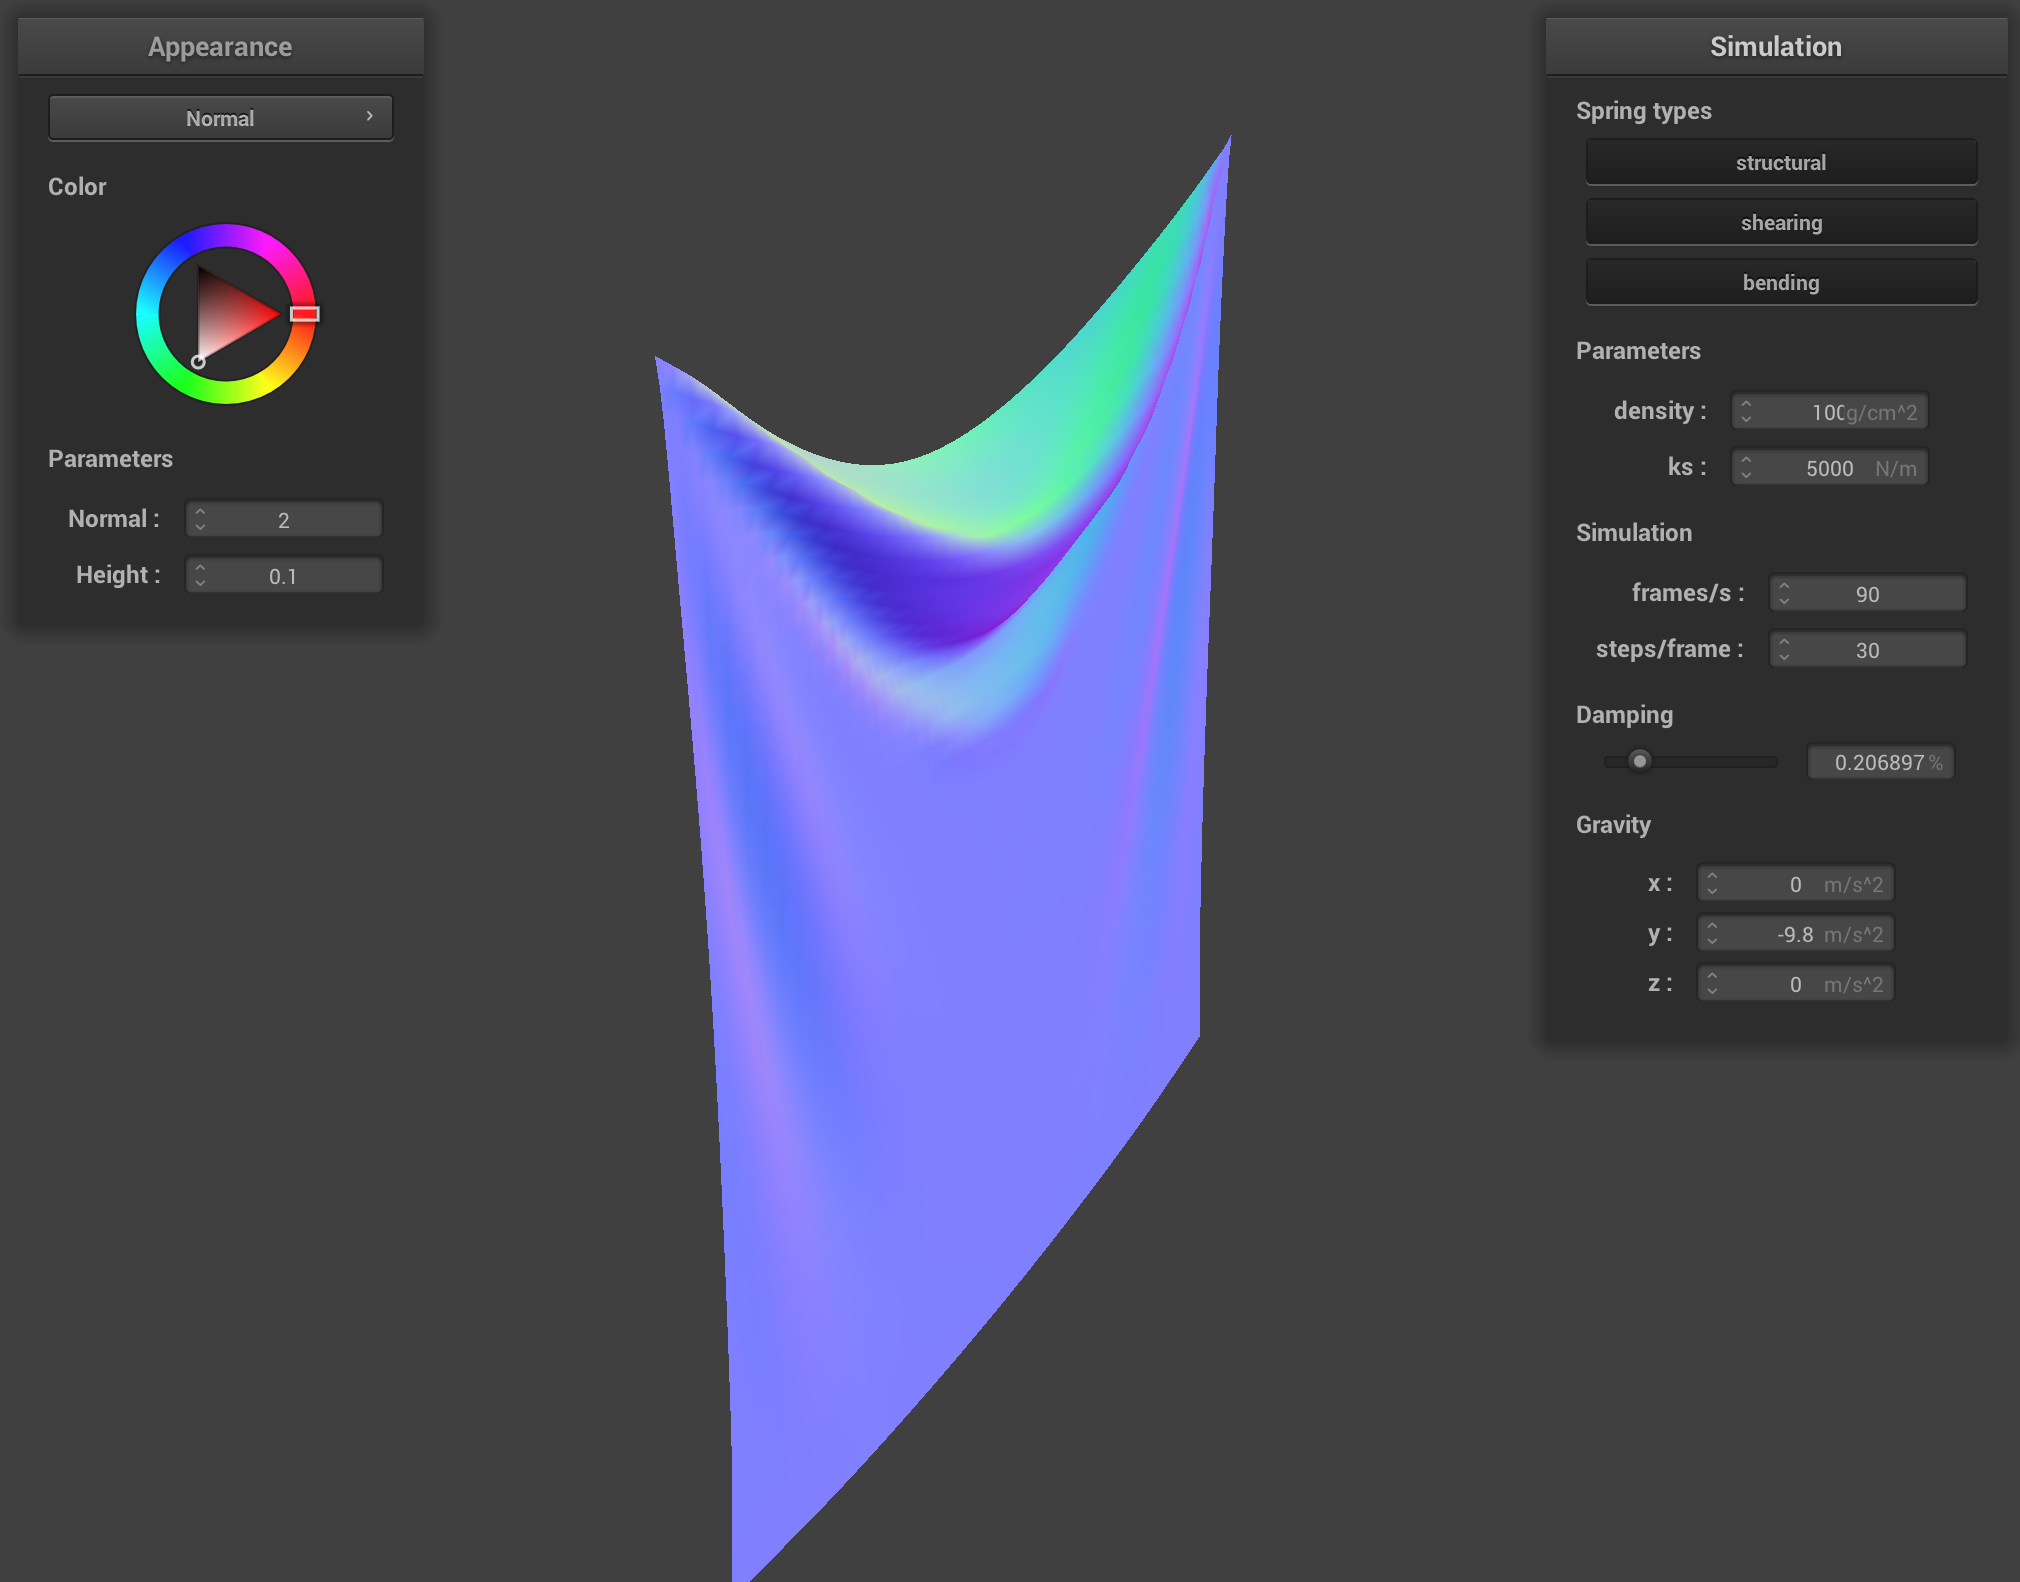 Appearance
Normal
Color
Parameters
Normal : 2
Height : 0.1
Simulation
Spring types
structural
shearing
bending
Parameters
density : 100g/cm^2
ks : 5000 N/m
Simulation
frames/s : 90
steps/frame : 30
Damping
0.206897 %
Gravity
x : 0 m/s^2
y : -9.8 m/s^2
z : 0 m/s^2